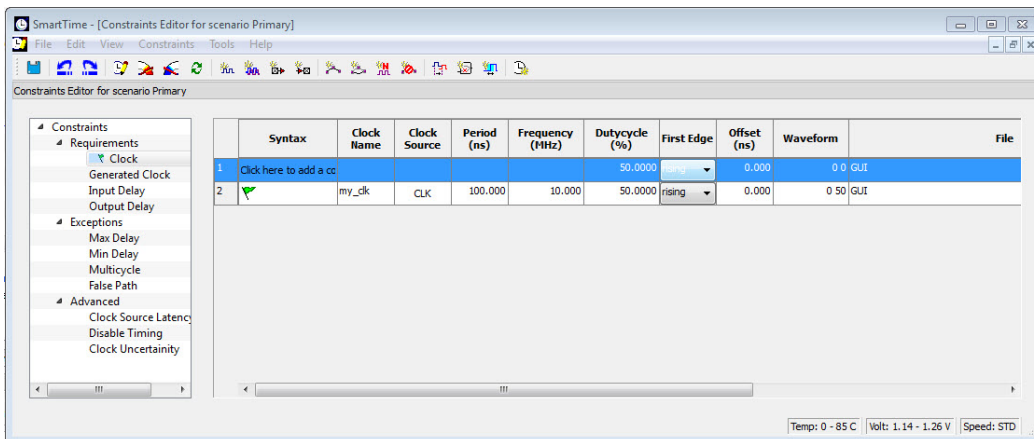 SmartTime - [Constraints Editor for scenario Primary]
File Edit View Constraints Tools Help
Constraints Editor for scenario Primary
Constraints
Requirements
Clock
Generated Clock
Input Delay
Output Delay
Exceptions
Max Delay
Min Delay
Multicycle
False Path
Advanced
Clock Source Latency
Disable Timing
Clock Uncertainity
Syntax Clock Name Clock Source Period (ns) Frequency (MHz) Dutycycle (%) First Edge Offset (ns) Waveform File
1 Click here to add a co 50.0000 rising 0.000 0 0 GUI
2 my_clk CLK 100.000 10.000 50.0000 rising 0.000 0 50 GUI
Temp: 0 - 85 C Volt: 1.14 - 1.26 V Speed: STD